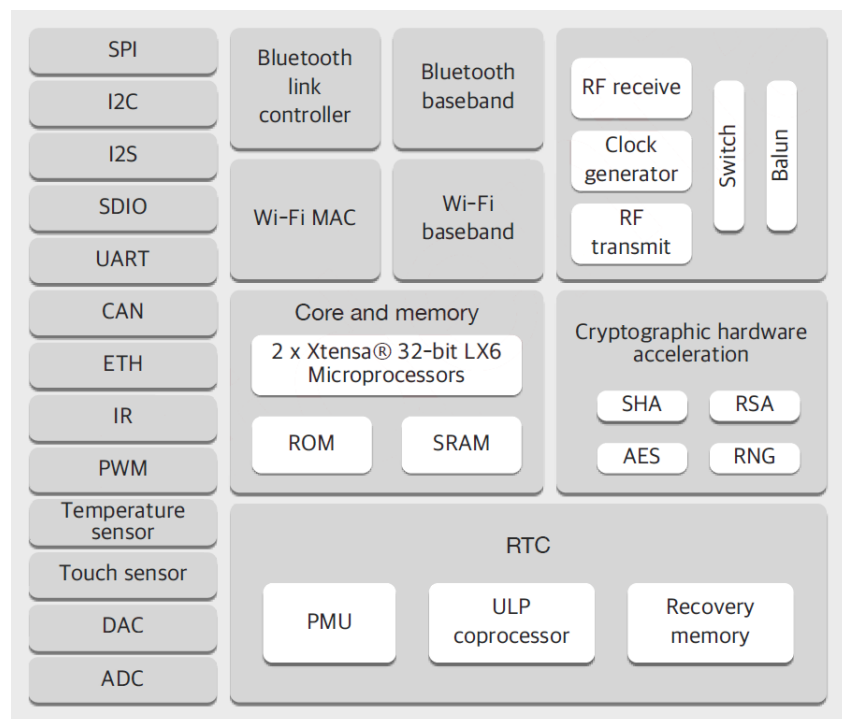 SPI
I2C
I2S
SDIO
UART
CAN
ETH
IR
PWM
Temperature
sensor
Touch sensor
DAC
ADC
Bluetooth
link
controller
Bluetooth
baseband
Wi-Fi MAC
Wi-Fi
baseband
RF receive
Clock
generator
RF
transmit
Switch
Balun
Core and memory
2 x Xtensa® 32-bit LX6
Microprocessors
ROM
SRAM
Cryptographic hardware
acceleration
SHA
RSA
AES
RNG
RTC
PMU
ULP
coprocessor
Recovery
memory